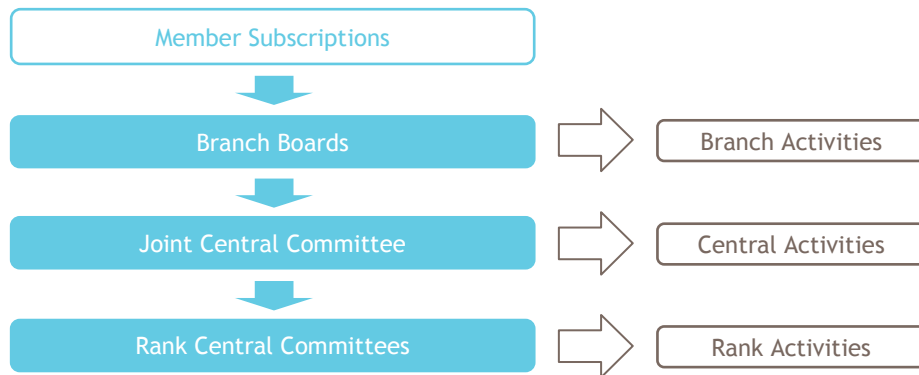 Member Subscriptions
Branch Boards
Branch Activities
Joint Central Committee
Central Activities
Rank Central Committees
Rank Activities